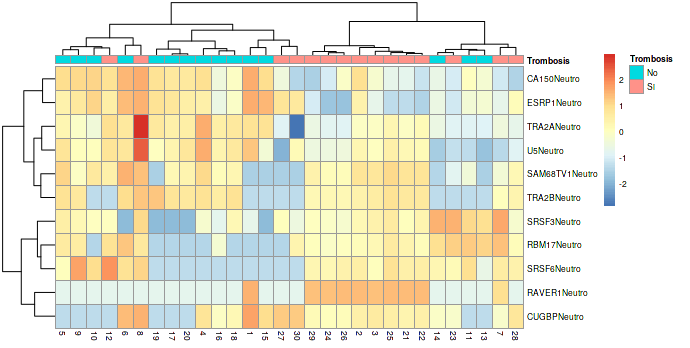 Trombosis
CA150Neutro
ESRP1Neutro
TRA2ANeutro
U5Neutro
SAM68TV1Neutro
TRA2BNeutro
SRSF3Neutro
RBM17Neutro
SRSF6Neutro
RAVER1Neutro
CUGBPNeutro
5 9 10 12 6 8 19 17 20 4 16 18 1 15 27 30 29 24 26 2 3 25 21 22 14 23 11 13 7 28
2
1
0
-1
-2
Trombosis
No
SI